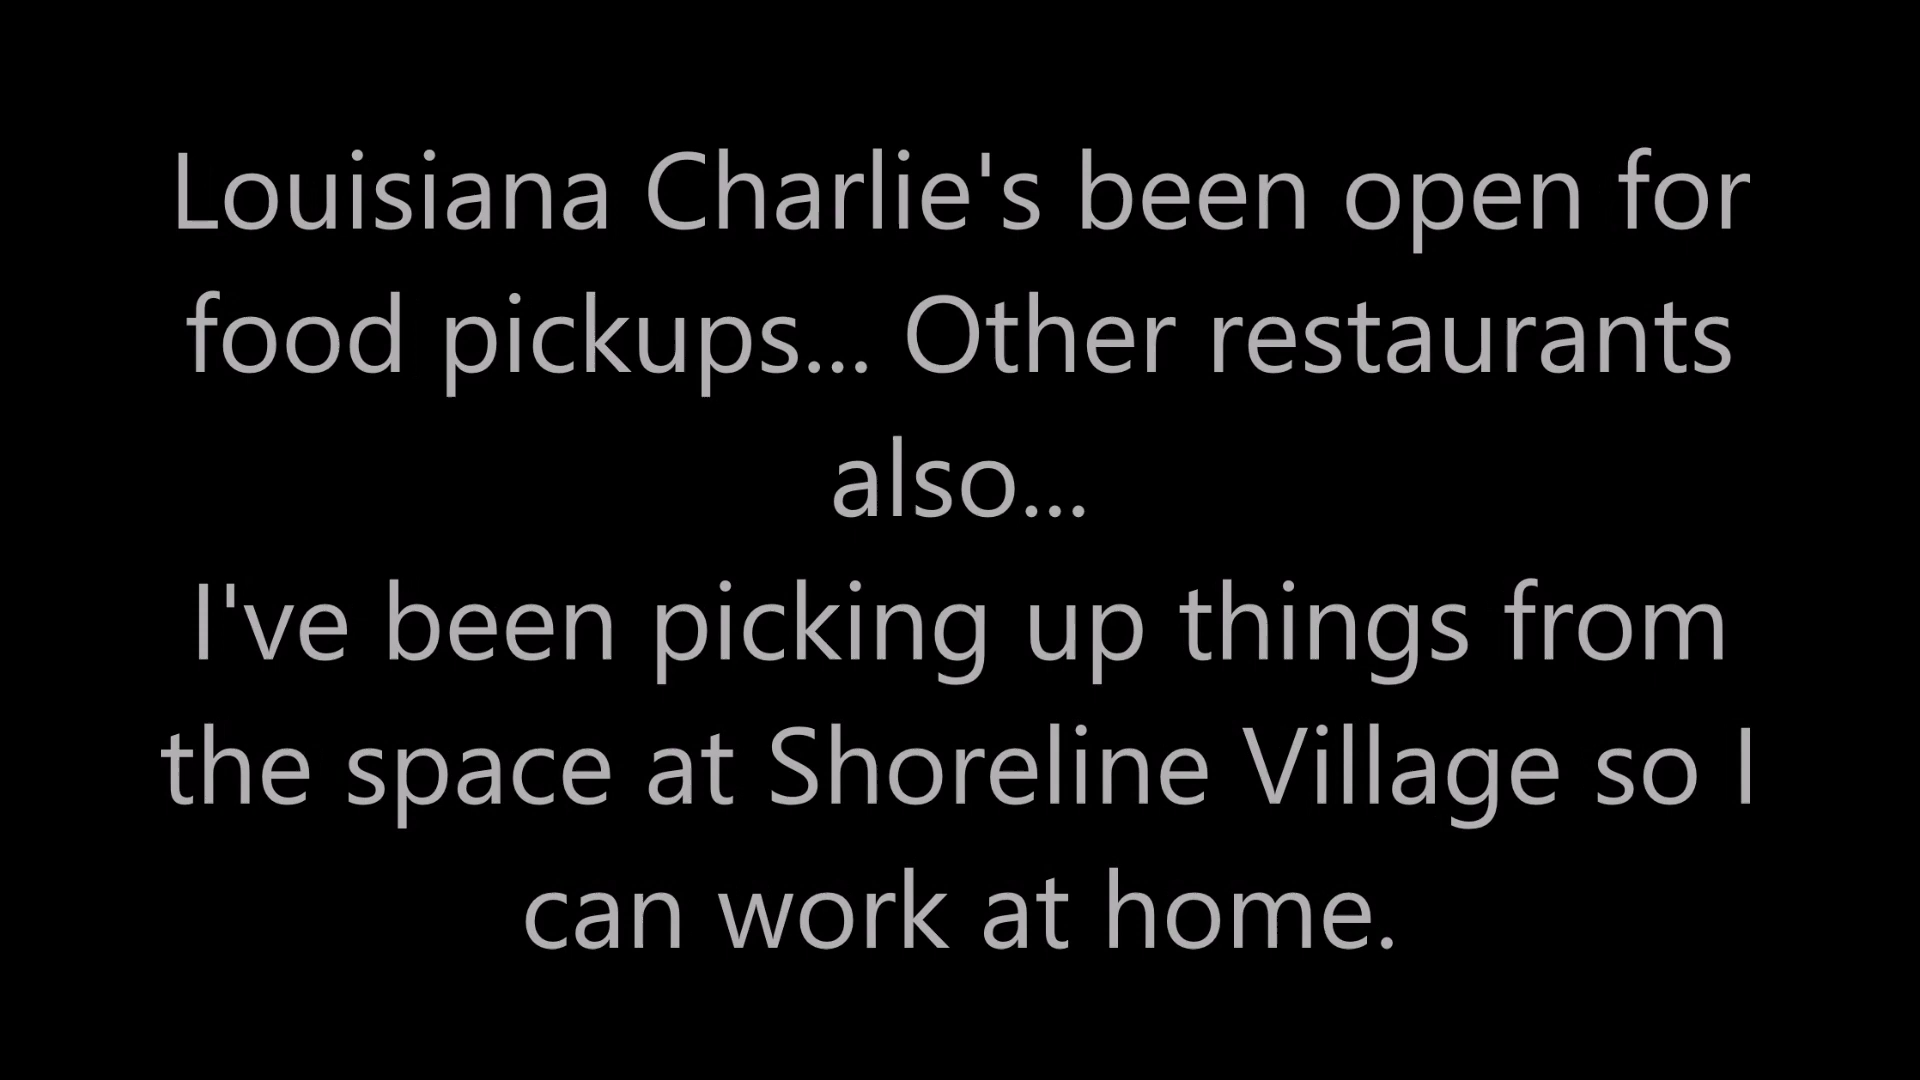 Louisiana Charlie's been open for
food pickups... Other restaurants
also...
I've been picking up things from
the space at Shoreline Village so I
can work at home.